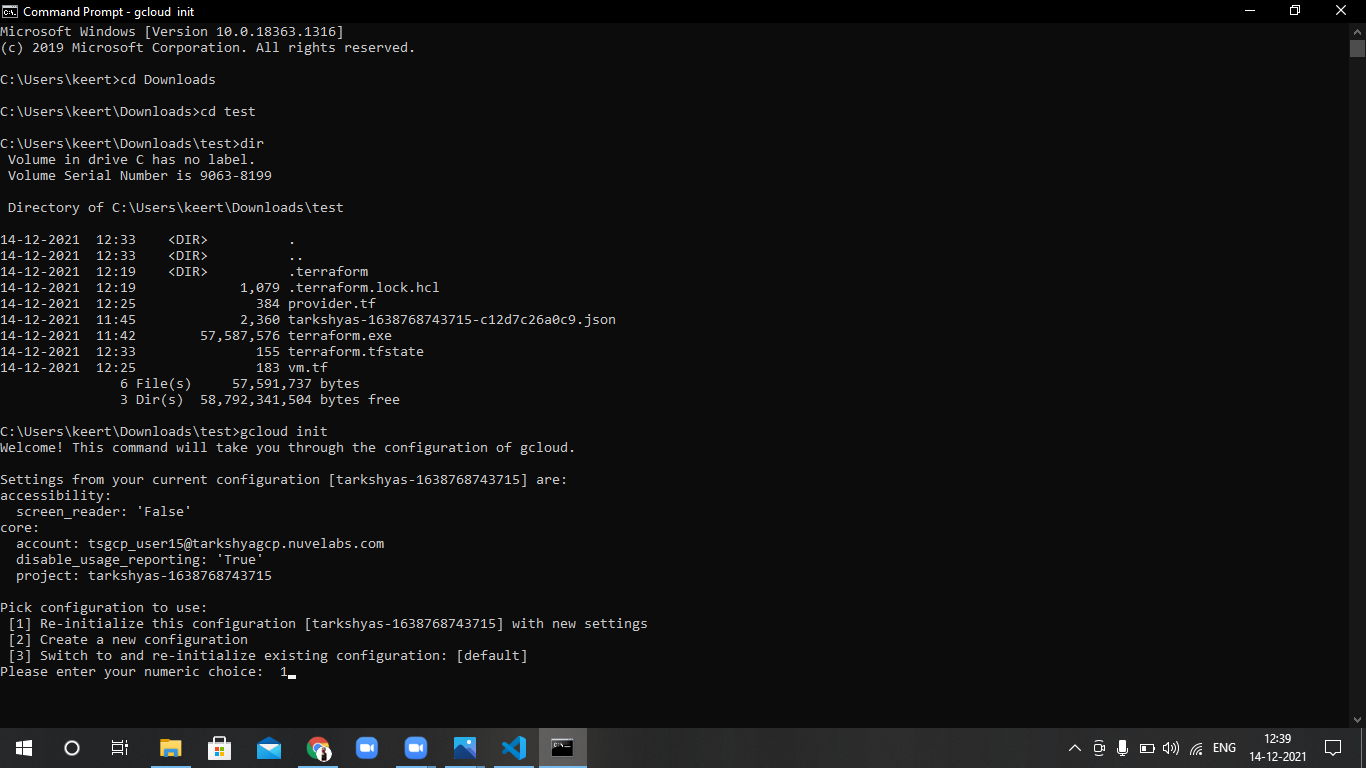 Command Prompt - gcloud  init
Microsoft Windows [Version 10.0.18363.1316]
(c) 2019 Microsoft Corporation. All rights reserved.
C:\Users\keert>cd Downloads
C:\Users\keert\Downloads>cd test
C:\Users\keert\Downloads\test>dir
 Volume in drive C has no label.
 Volume Serial Number is 9063-8199
 Directory of C:\Users\keert\Downloads\test
14-12-2021  12:33    <DIR>          .
14-12-2021  12:33    <DIR>          ..
14-12-2021  12:19    <DIR>          .terraform
14-12-2021  12:19             1,079 .terraform.lock.hcl
14-12-2021  12:25               384 provider.tf
14-12-2021  11:45             2,360 tarkshyas-1638768743715-c12d7c26a0c9.json
14-12-2021  11:42        57,587,576 terraform.exe
14-12-2021  12:33               155 terraform.tfstate
14-12-2021  12:25               183 vm.tf
               6 File(s)     57,591,737 bytes
               3 Dir(s)  58,792,341,504 bytes free
C:\Users\keert\Downloads\test>gcloud init
Welcome! This command will take you through the configuration of gcloud.
Settings from your current configuration [tarkshyas-1638768743715] are:
accessibility:
  screen_reader: 'False'
core:
  account: tsgcp_user15@tarkshyagcp.nuvelabs.com
  disable_usage_reporting: 'True'
  project: tarkshyas-1638768743715
Pick configuration to use:
 [1] Re-initialize this configuration [tarkshyas-1638768743715] with new settings
 [2] Create a new configuration
 [3] Switch to and re-initialize existing configuration: [default]
Please enter your numeric choice:  1
ENG
12:39
14-12-2021